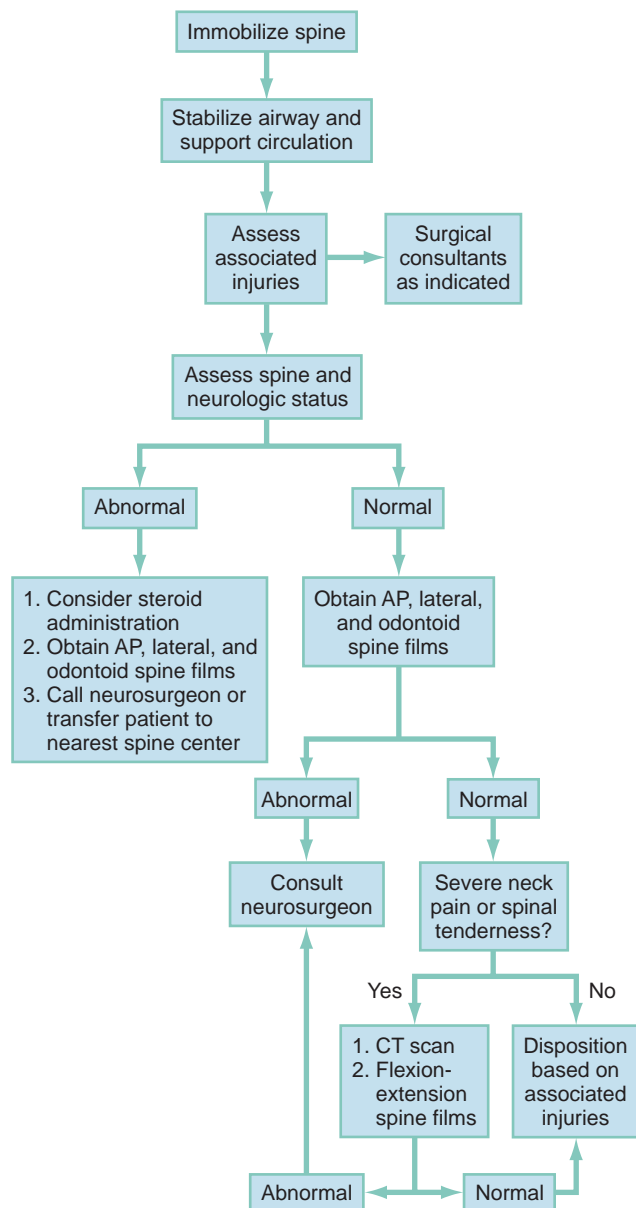 Immobilize spine
Stabilize airway and
support circulation
Assess
associated
injuries
Surgical
consultants
as indicated
Assess spine and
neurologic status
Abnormal
Normal
1. Consider steroid
administration
2. Obtain AP, lateral, and
odontoid spine films
3. Call neurosurgeon or
transfer patient to
nearest spine center
Obtain AP, lateral,
and odontoid
spine films
Abnormal
Normal
Consult
neurosurgeon
Severe neck
pain or spinal
tenderness?
Yes
No
1. CT scan
2. Flexion-
extension
spine films
Disposition
based on
associated
injuries
Abnormal
Normal